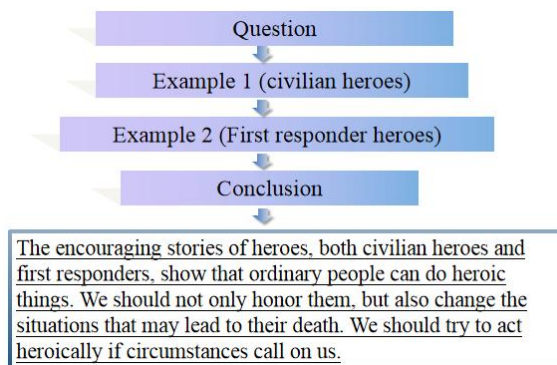 Question
Example 1 (civilian heroes)
Example 2 (First responder heroes)
Conclusion
The encouraging stories of heroes, both civilian heroes and
first responders, show that ordinary people can do heroic
things. We should not only honor them, but also change the
situations that may lead to their death. We should try to act
heroically if circumstances call on us.